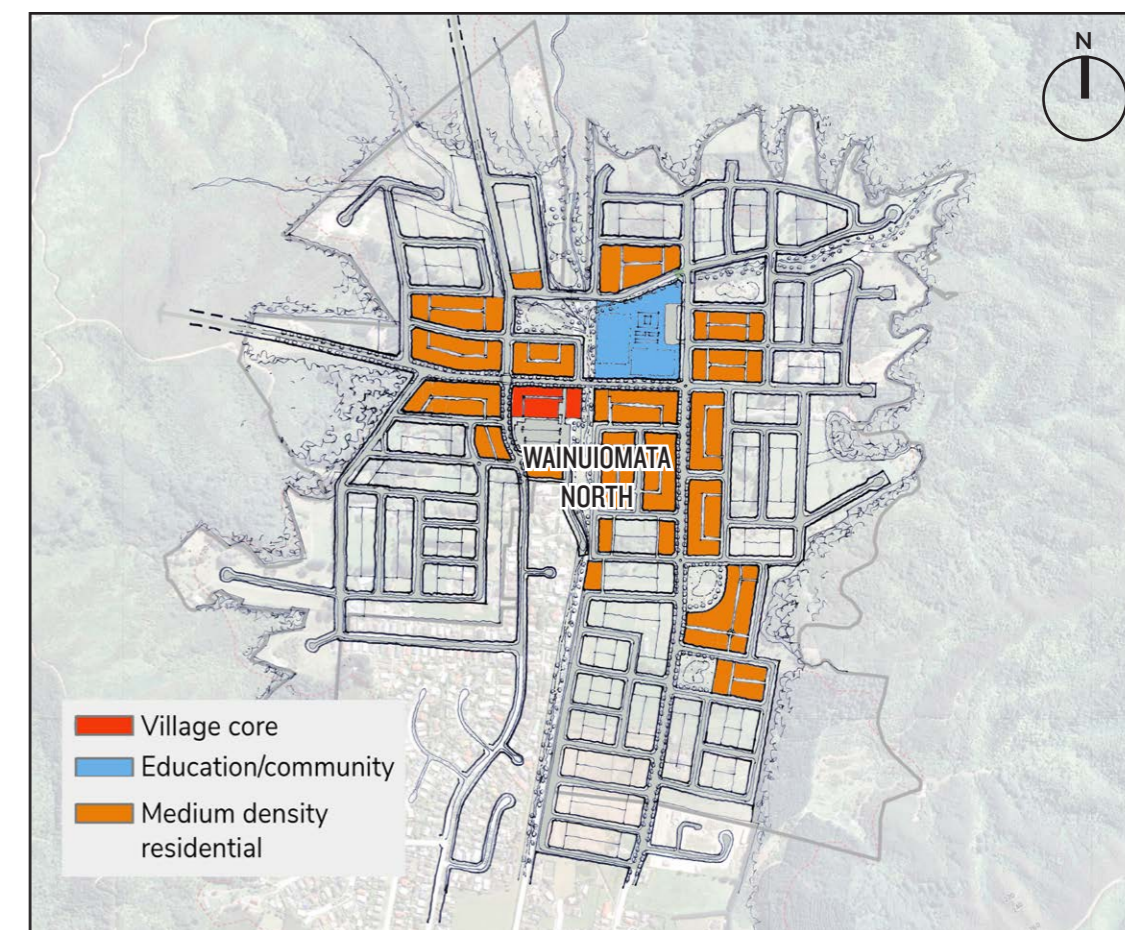 N
WAINUIOMATA
NORTH
Village core
Education/community
Medium density
residential